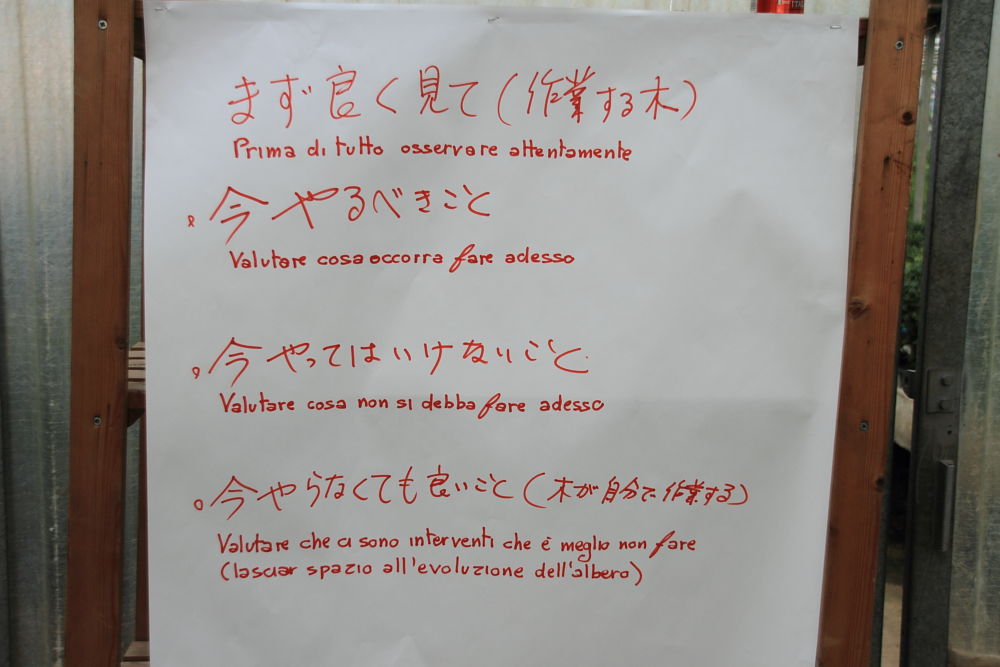 まず良く見て(作業する木)
Prima di tutto osservare attentamente
。今やるべきこと
Valutare cosa occorra fare adesso
。今やってはいけないこと
Valutare cosa non si debba fare adesso
。今やらなくても良いこと(木が自分で作業する)
Valutare che ci sono interventi che è meglio non fare
(lasciar spazio all'evoluzione dell'albero)